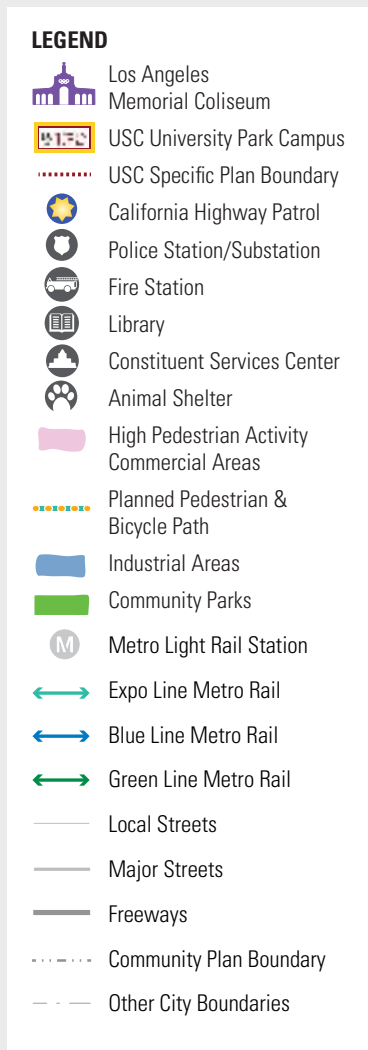 LEGEND
Los Angeles
Memorial Coliseum
USC University Park Campus
USC Specific Plan Boundary
California Highway Patrol
Police Station/Substation
Fire Station
Library
Constituent Services Center
Animal Shelter
High Pedestrian Activity
Commercial Areas
Planned Pedestrian &
Bicycle Path
Industrial Areas
Community Parks
M Metro Light Rail Station
Expo Line Metro Rail
Blue Line Metro Rail
Green Line Metro Rail
Local Streets
Major Streets
Freeways
Community Plan Boundary
Other City Boundaries